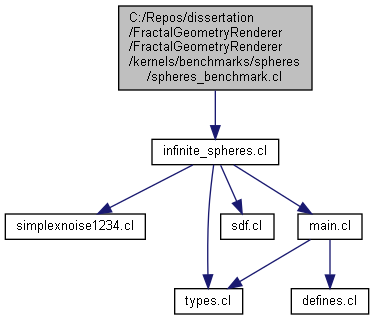 C:/Repos/dissertation
/FractalGeometryRenderer
/FractalGeometryRenderer
/kernels/benchmarks/spheres
/spheres_benchmark.cl
infinite_spheres.cl
simplexnoise1234.cl
sdf.cl
main.cl
types.cl
defines.cl